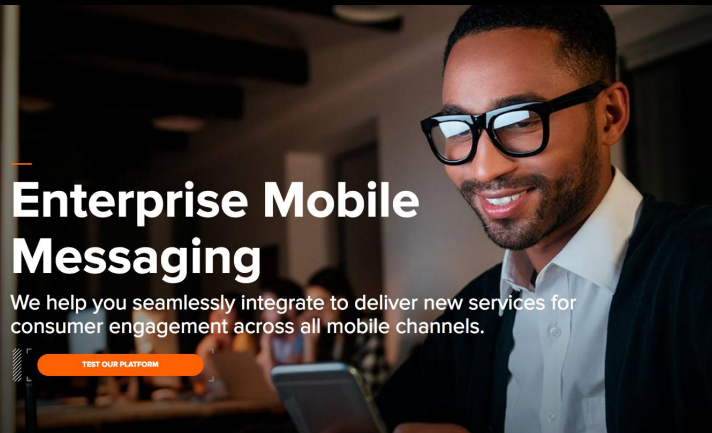 Enterprise Mobile
Messaging
We help you seamlessly integrate to deliver new services for
consumer engagement across all mobile channels.
TEST OUR PLATFORM